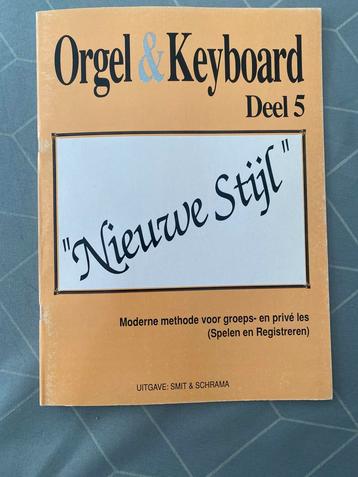 Orgel & Keyboard
Deel 5
"Nieuwe Stijl"
Moderne methode voor groeps- en privé les
(Spelen en Registreren)
UITGAVE: SMIT & SCHRAMA